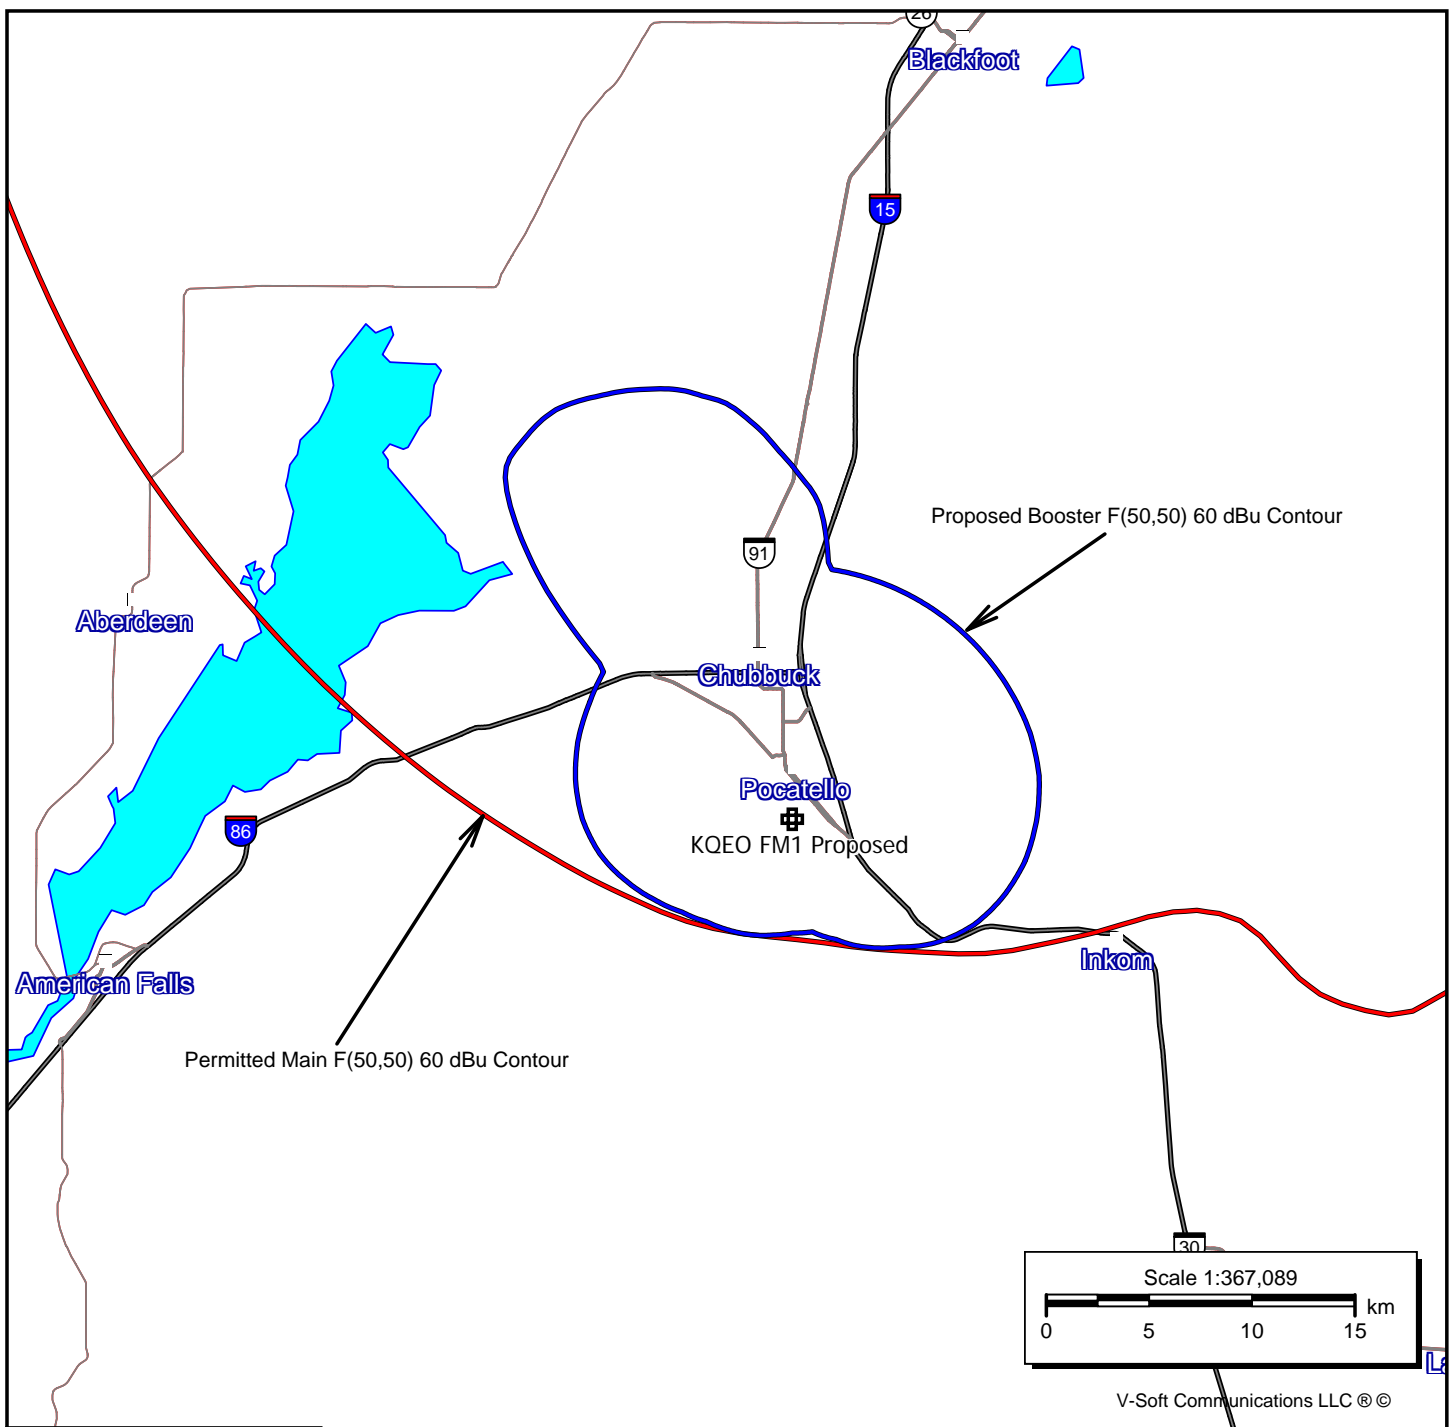 26
Blackfoot
15
Proposed Booster F(50,50) 60 dBu Contour
91
Aberdeen
Chubbuck
Pocatello
86
KQEO FM1 Proposed
Inkom
American Falls
Permitted Main F(50,50) 60 dBu Contour
30
Scale 1:367,089
km
0 5 10 15
V-Soft Communications LLC ® ©